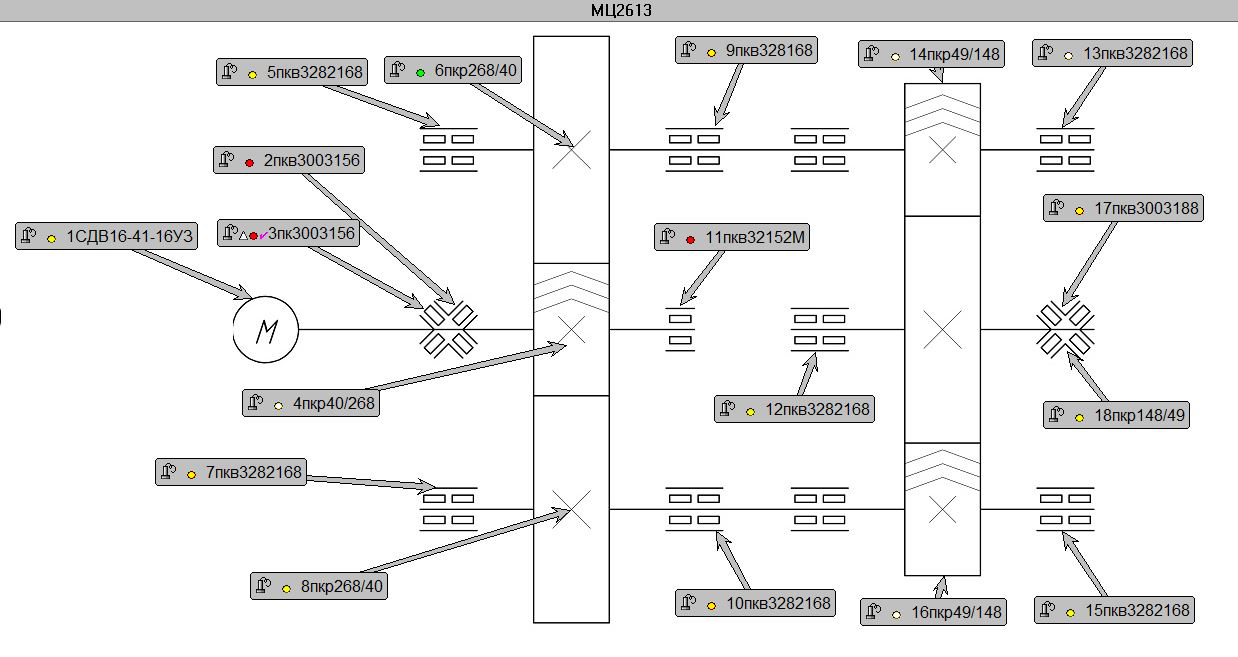 МЦ2613
9пкв328168
14пкр49/148
13пкв3282168
5пкв3282168
6пкр268/40
2пкв3003156
17пкв3003188
1СДВ16-41-16УЗ
3пк3003156
11пкв32152М
М
4пкр40/268
12пкв3282168
18пкр148/49
7пкв3282168
8пкр268/40
10пкв3282168
16пкр49/148
15пкв3282168